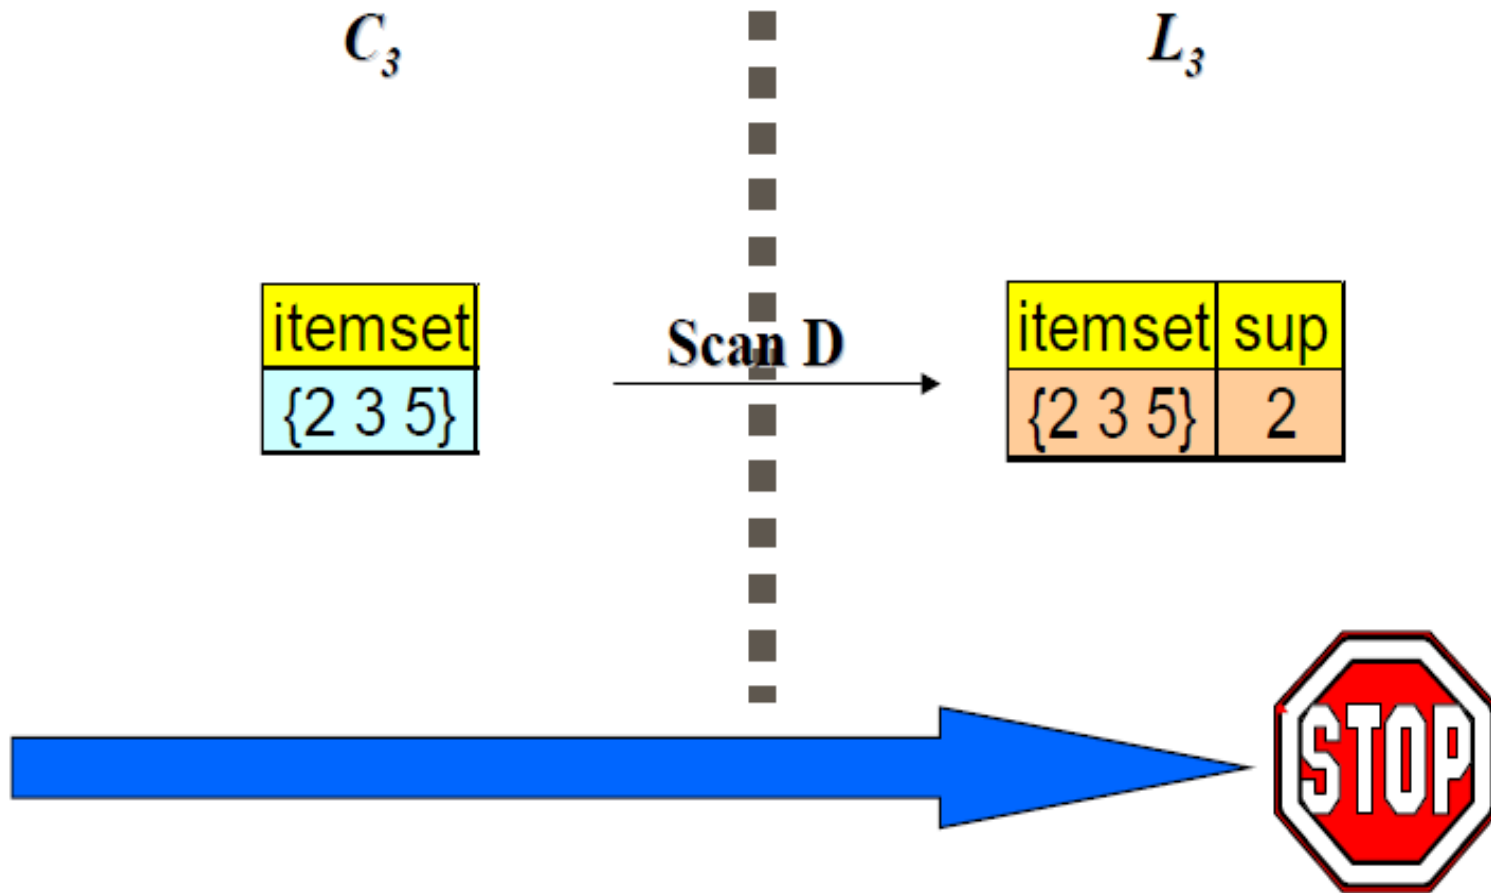 C3
L3
itemset
{2 3 5}
Scan D
itemset sup
{2 3 5} 2
STOP